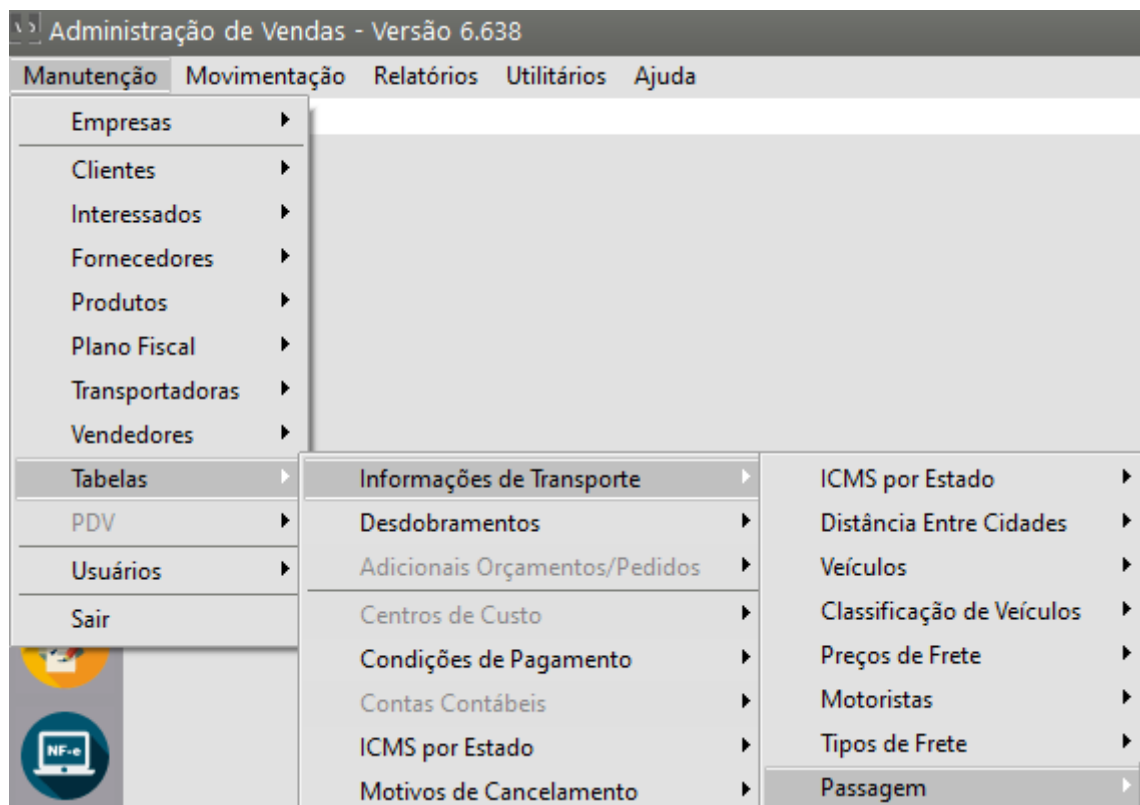 Administração de Vendas - Versão 6.638
Manutenção Movimentação Relatórios Utilitários Ajuda
Empresas
Clientes
Interessados
Fornecedores
Produtos
Plano Fiscal
Transportadoras
Vendedores
Tabelas
PDV
Usuários
Sair
NF-e
Informações de Transporte
Desdobramentos
Adicionais Orçamentos/Pedidos
Centros de Custo
Condições de Pagamento
Contas Contábeis
ICMS por Estado
Motivos de Cancelamento
ICMS por Estado
Distância Entre Cidades
Veículos
Classificação de Veículos
Preços de Frete
Motoristas
Tipos de Frete
Passagem